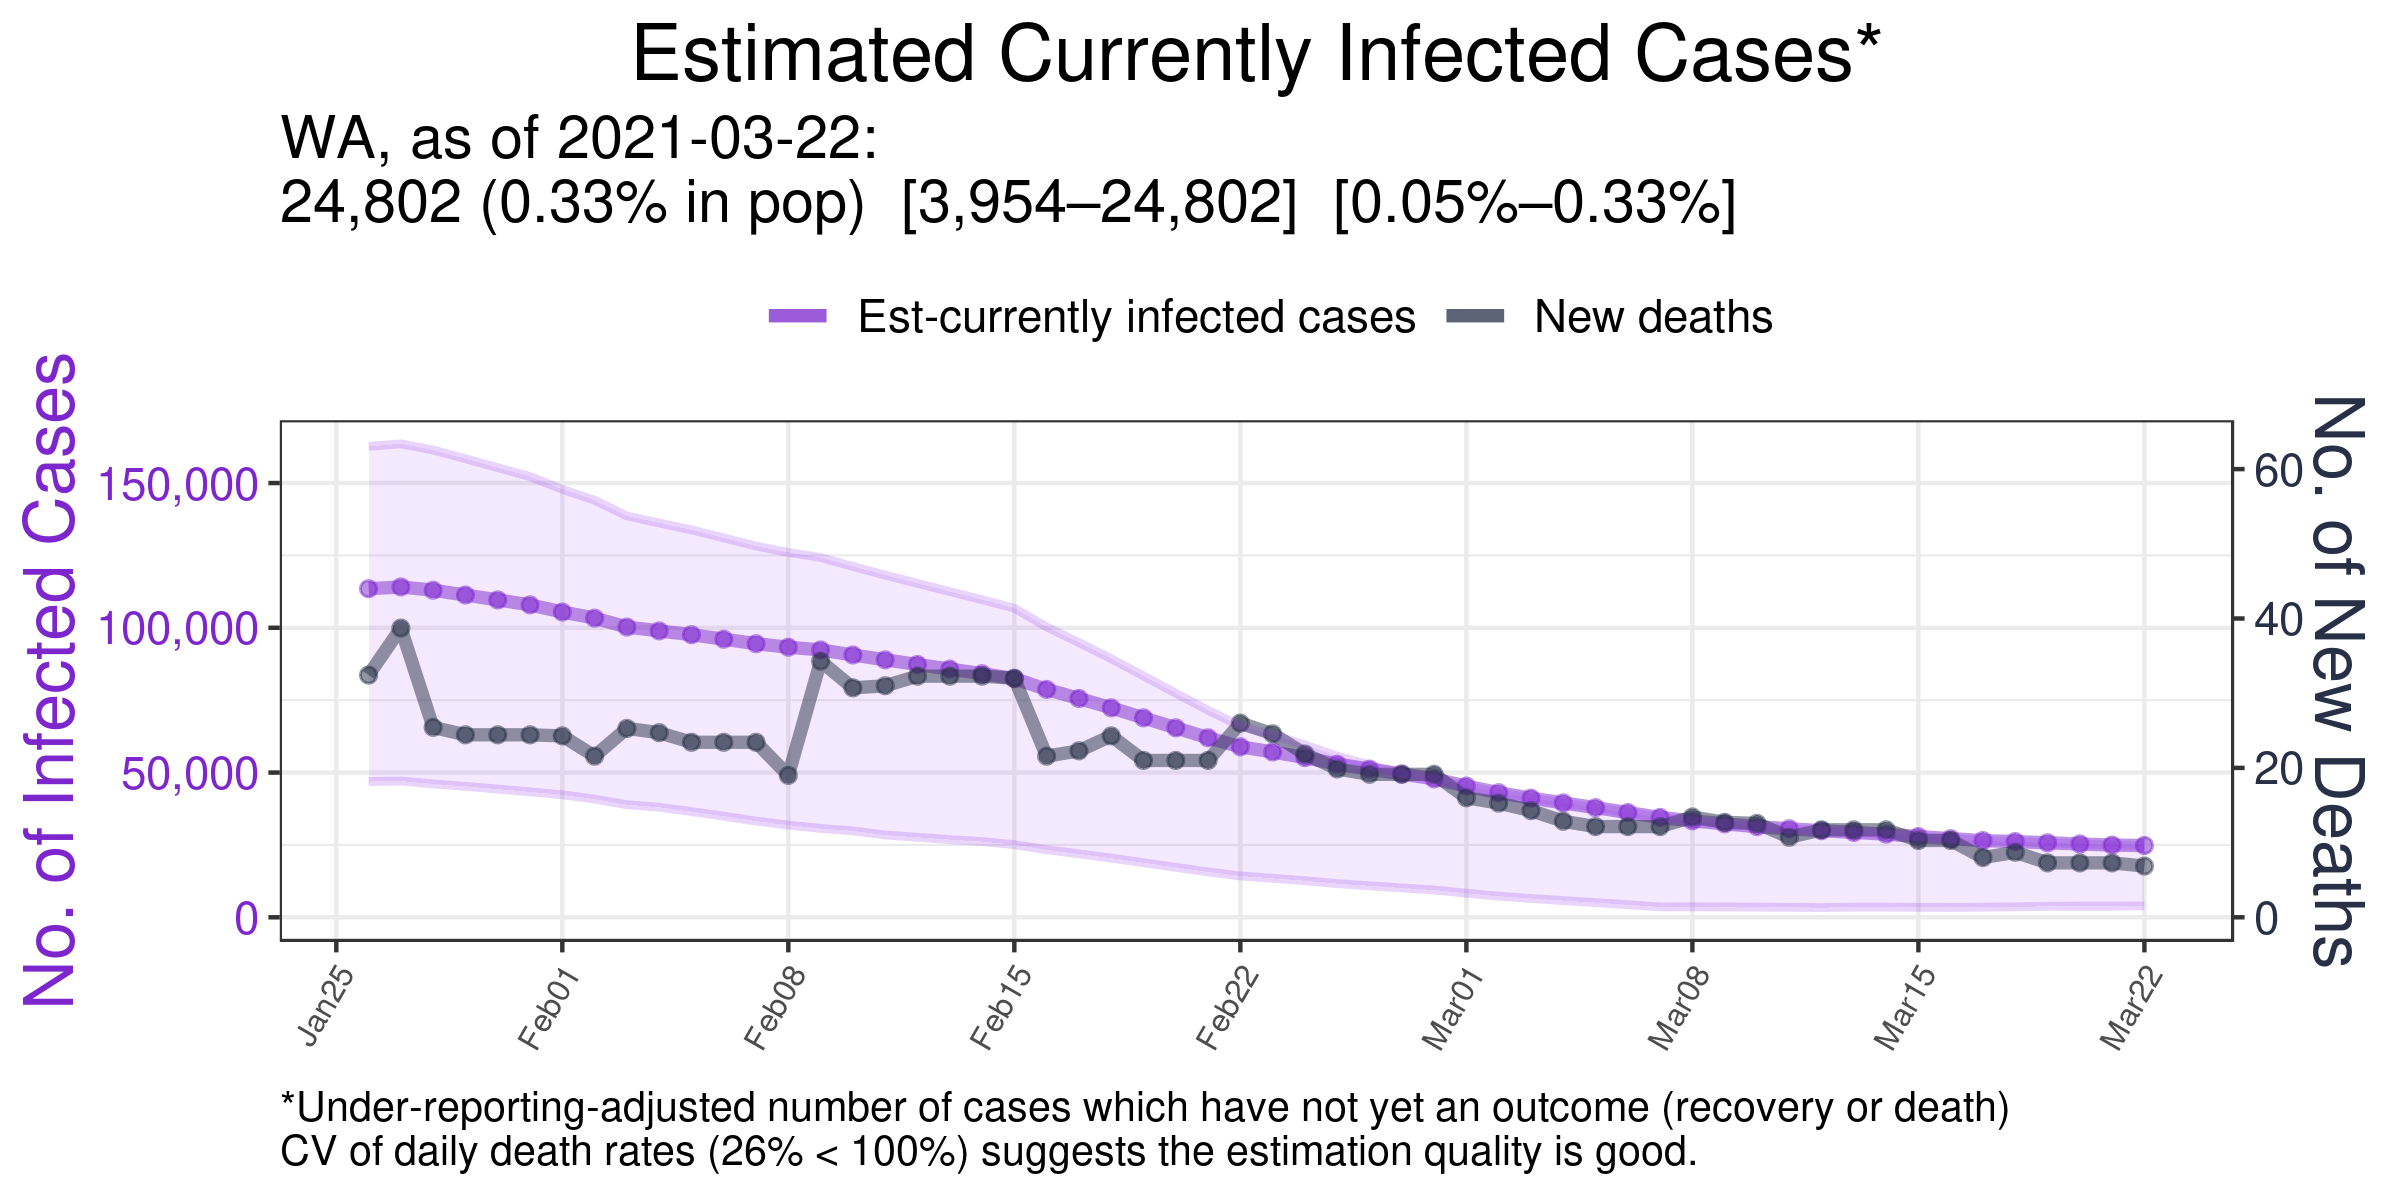 Estimated Currently Infected Cases*
WA, as of 2021-03-22:
24,802 (0.33% in pop)  [3,954–24,802]  [0.05%–0.33%]
Est-currently infected cases
New deaths
No. of Infected Cases
150,000
100,000
50,000
0
60
40
20
0
No. of New Deaths
Jan25
Feb01
Feb08
Feb15
Feb22
Mar01
Mar08
Mar15
Mar22
*Under-reporting-adjusted number of cases which have not yet an outcome (recovery or death)
CV of daily death rates (26% < 100%) suggests the estimation quality is good.